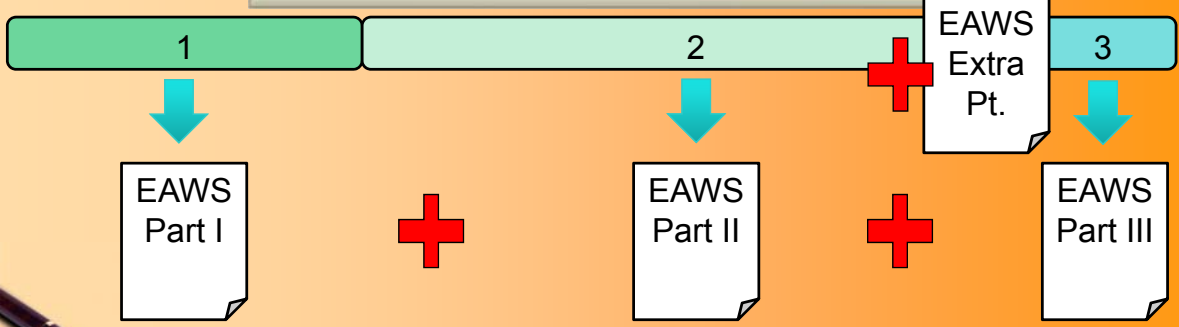 1
2
EAWS
Extra
Pt.
3
EAWS
Part I
EAWS
Part II
EAWS
Part III